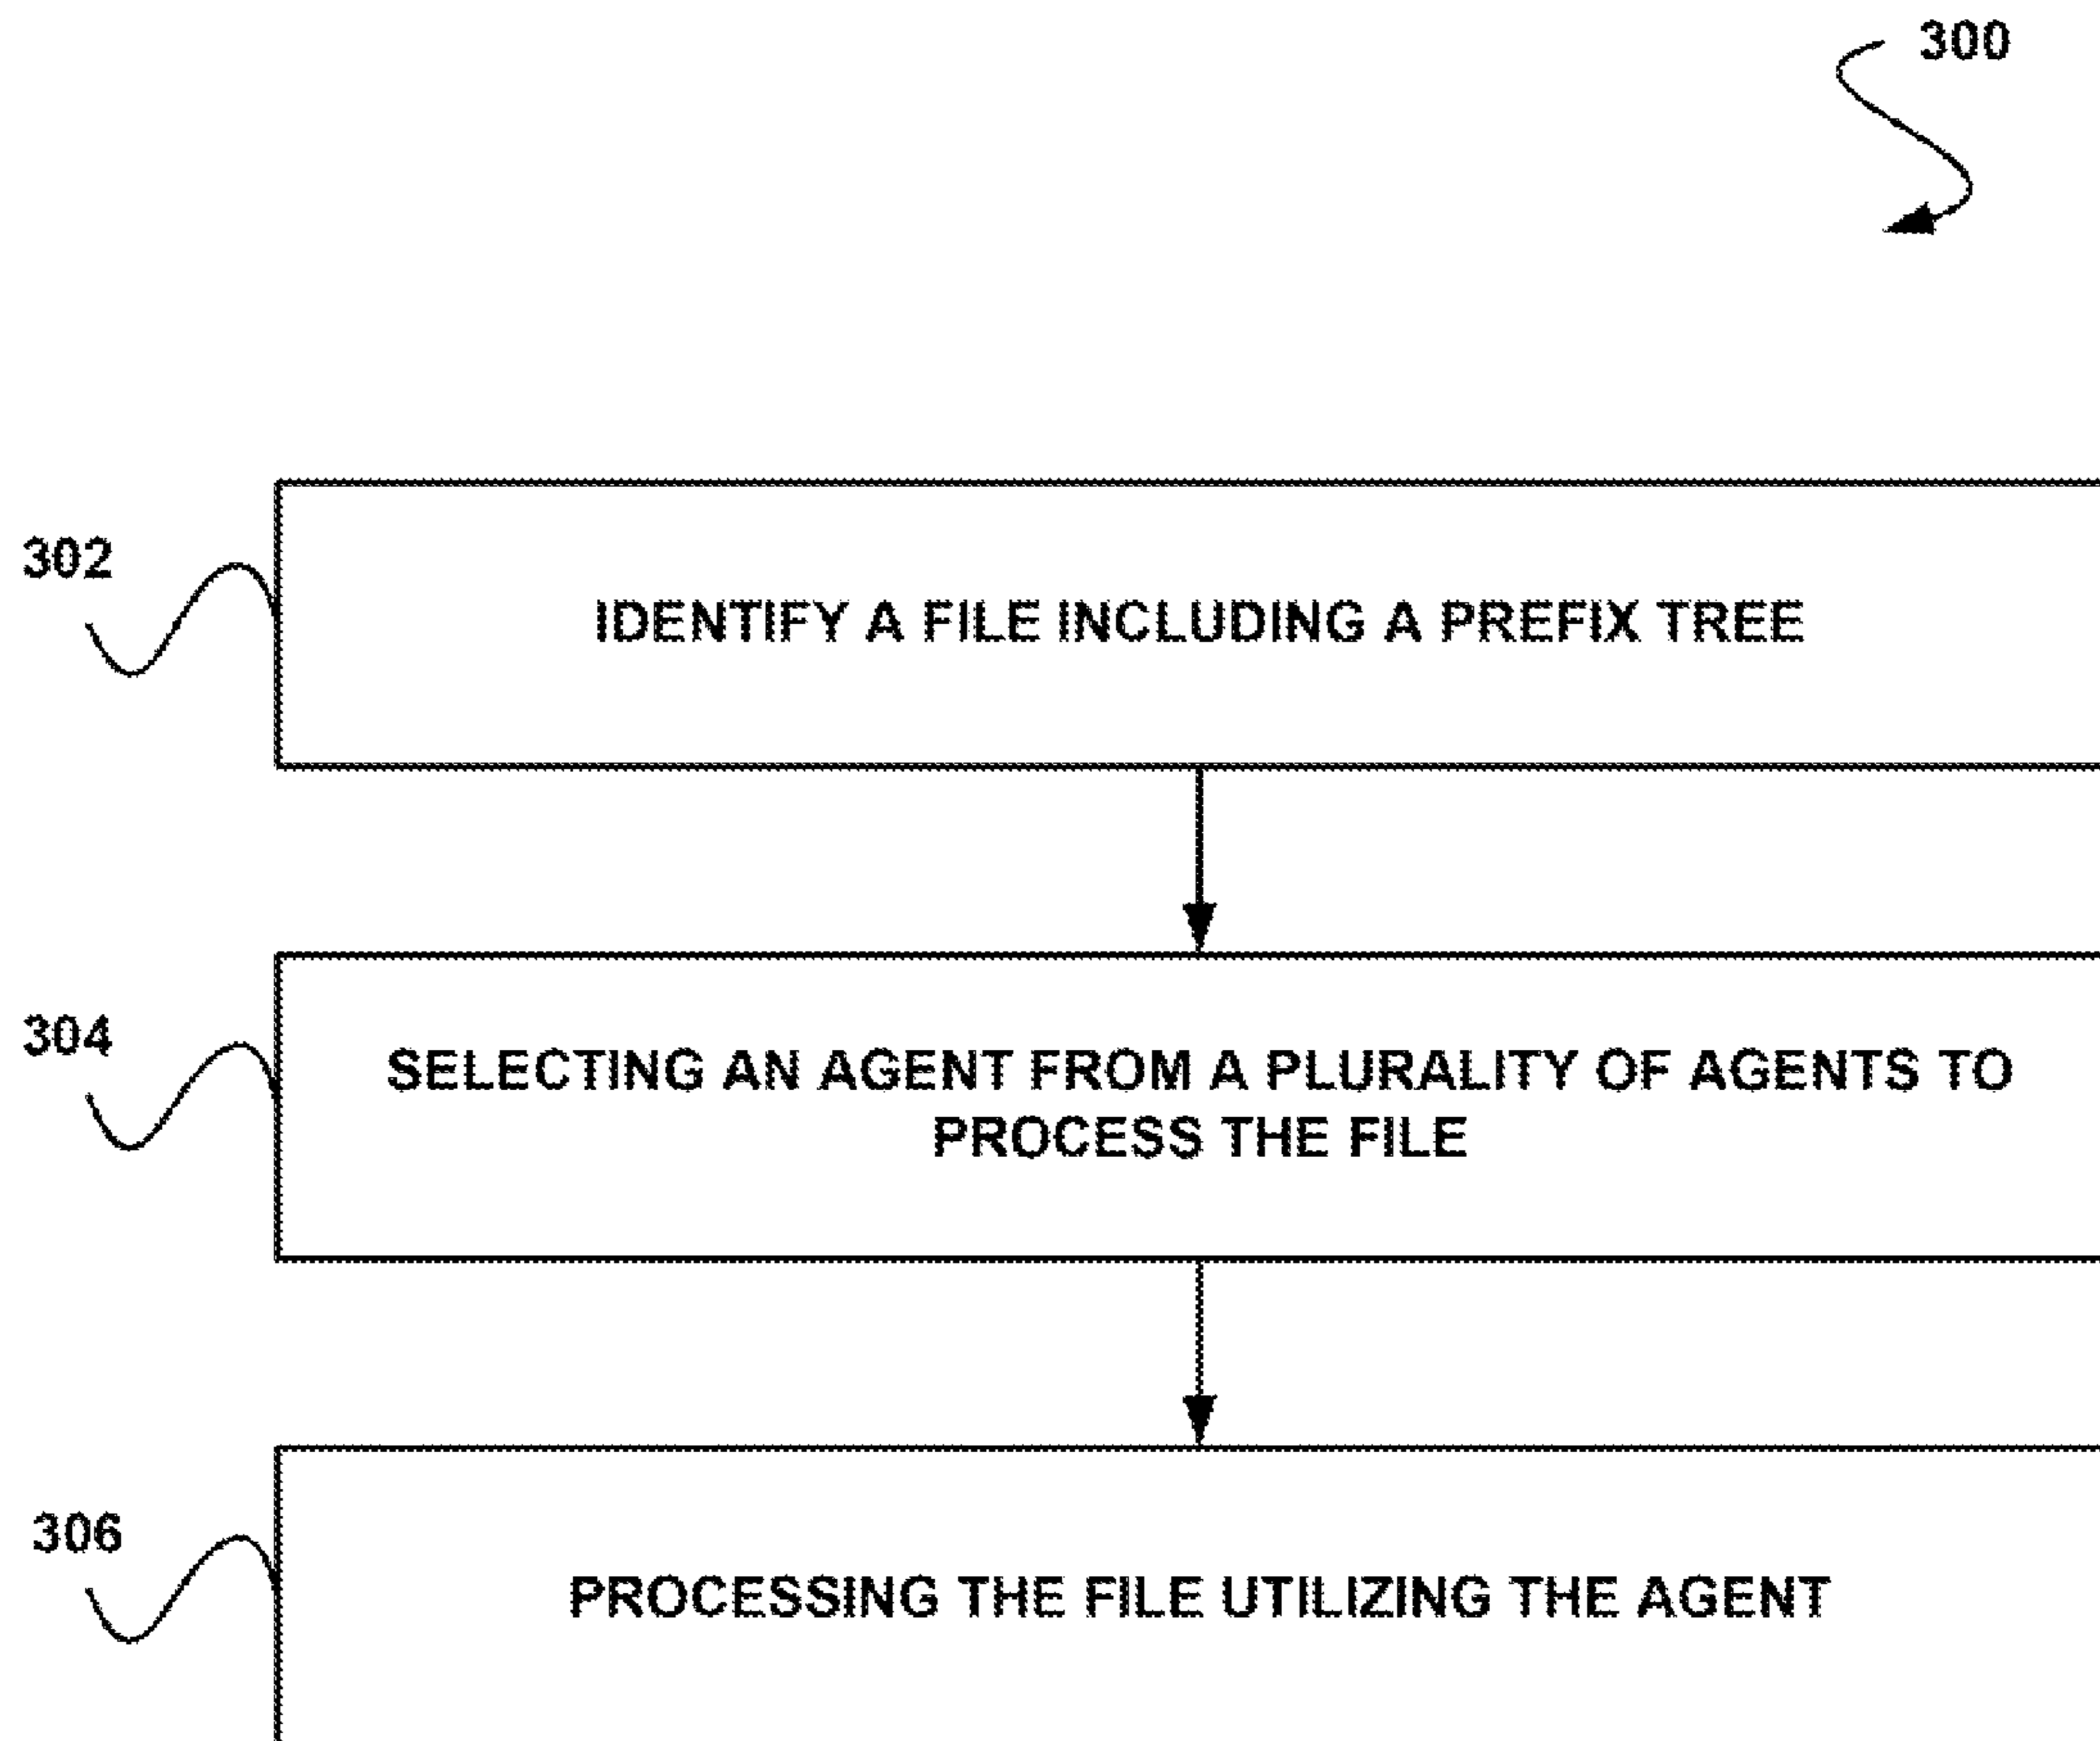 300
302
IDENTIFY A FILE INCLUDING A PREFIX TREE
304
SELECTING AN AGENT FROM A PLURALITY OF AGENTS TO
PROCESS THE FILE
306
PROCESSING THE FILE UTILIZING THE AGENT